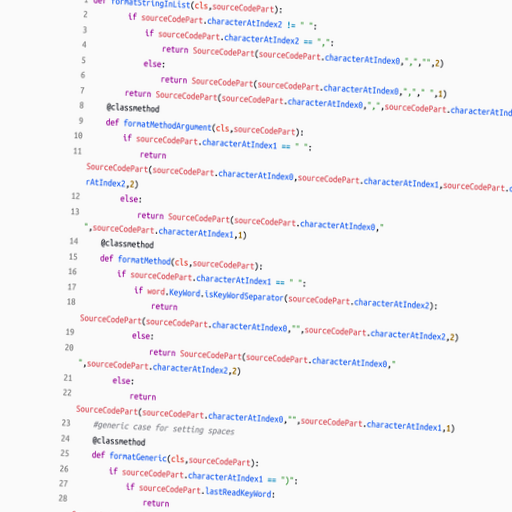 1 def formatStringInList(cls,sourceCodePart):
2 if sourceCodePart.characterAtIndex2 != " ":
3 if sourceCodePart.characterAtIndex2 == ",":
4 return SourceCodePart(sourceCodePart.characterAtIndex0,",","",2)
5 else:
6 return SourceCodePart(sourceCodePart.characterAtIndex0,","," ",1)
7 return SourceCodePart(sourceCodePart.characterAtIndex0,",",sourceCodePart.characterAtInd
8 @classmethod
9 def formatMethodArgument(cls,sourceCodePart):
10 if sourceCodePart.characterAtIndex1 == " ":
11 return
SourceCodePart(sourceCodePart.characterAtIndex0,sourceCodePart.characterAtIndex1,sourceCodePart.c
rAtIndex2,2)
12 else:
13 return SourceCodePart(sourceCodePart.characterAtIndex0,"
",sourceCodePart.characterAtIndex1,1)
14 @classmethod
15 def formatMethod(cls,sourceCodePart):
16 if sourceCodePart.characterAtIndex1 == " ":
17 if word.KeyWord.isKeyWordSeparator(sourceCodePart.characterAtIndex2):
18 return
SourceCodePart(sourceCodePart.characterAtIndex0,"",sourceCodePart.characterAtIndex2,2)
19 else:
20 return SourceCodePart(sourceCodePart.characterAtIndex0,"
",sourceCodePart.characterAtIndex2,2)
21 else:
22 return
SourceCodePart(sourceCodePart.characterAtIndex0,"",sourceCodePart.characterAtIndex1,1)
23 #generic case for setting spaces
24 @classmethod
25 def formatGeneric(cls,sourceCodePart):
26 if sourceCodePart.characterAtIndex1 == ")":
27 if sourceCodePart.lastReadKeyWord:
28 return